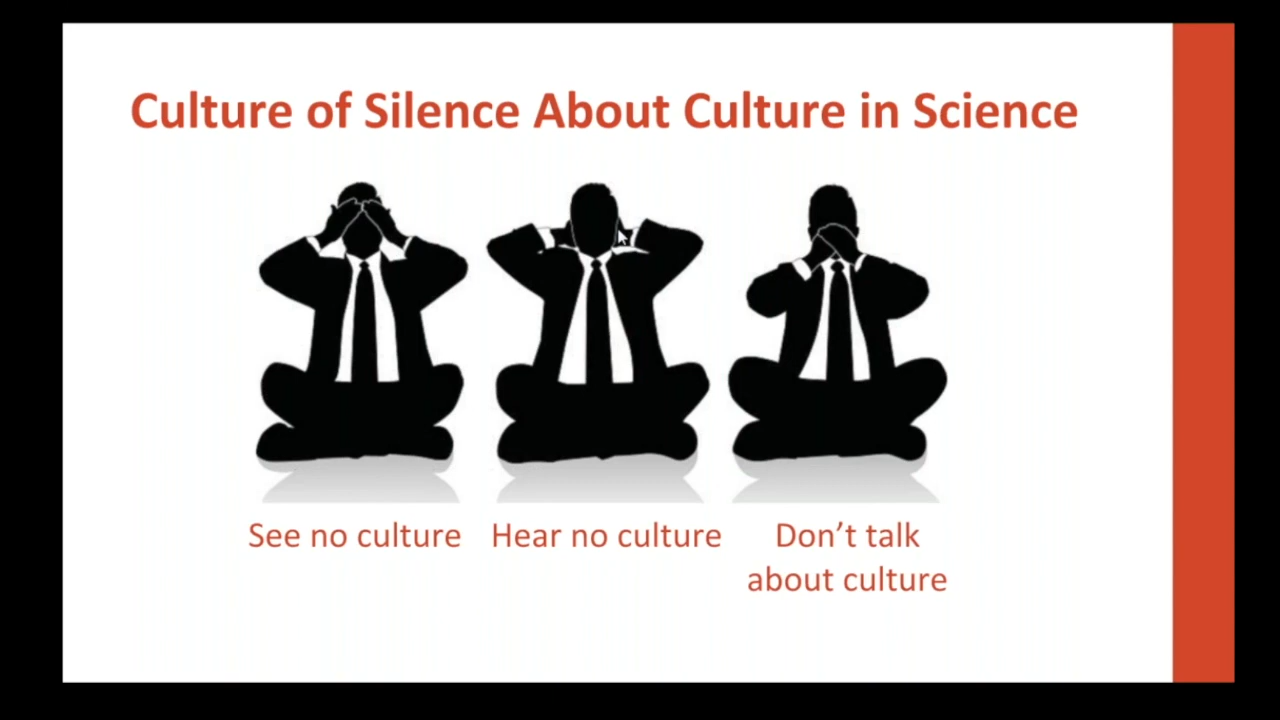 Culture of Silence About Culture in Science
See no culture
Hear no culture
Don’t talk
about culture